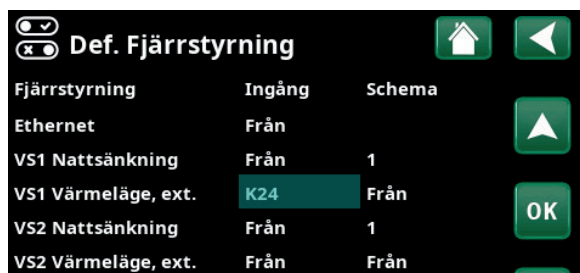 Def. Fjärrstyrning
Fjärrstyrning Ingång Schema
Ethernet Från
VS1 Nattsänkning Från 1
VS1 Värmeläge, ext. K24 Från
OK
VS2 Nattsänkning Från 1
VS2 Värmeläge, ext. Från Från